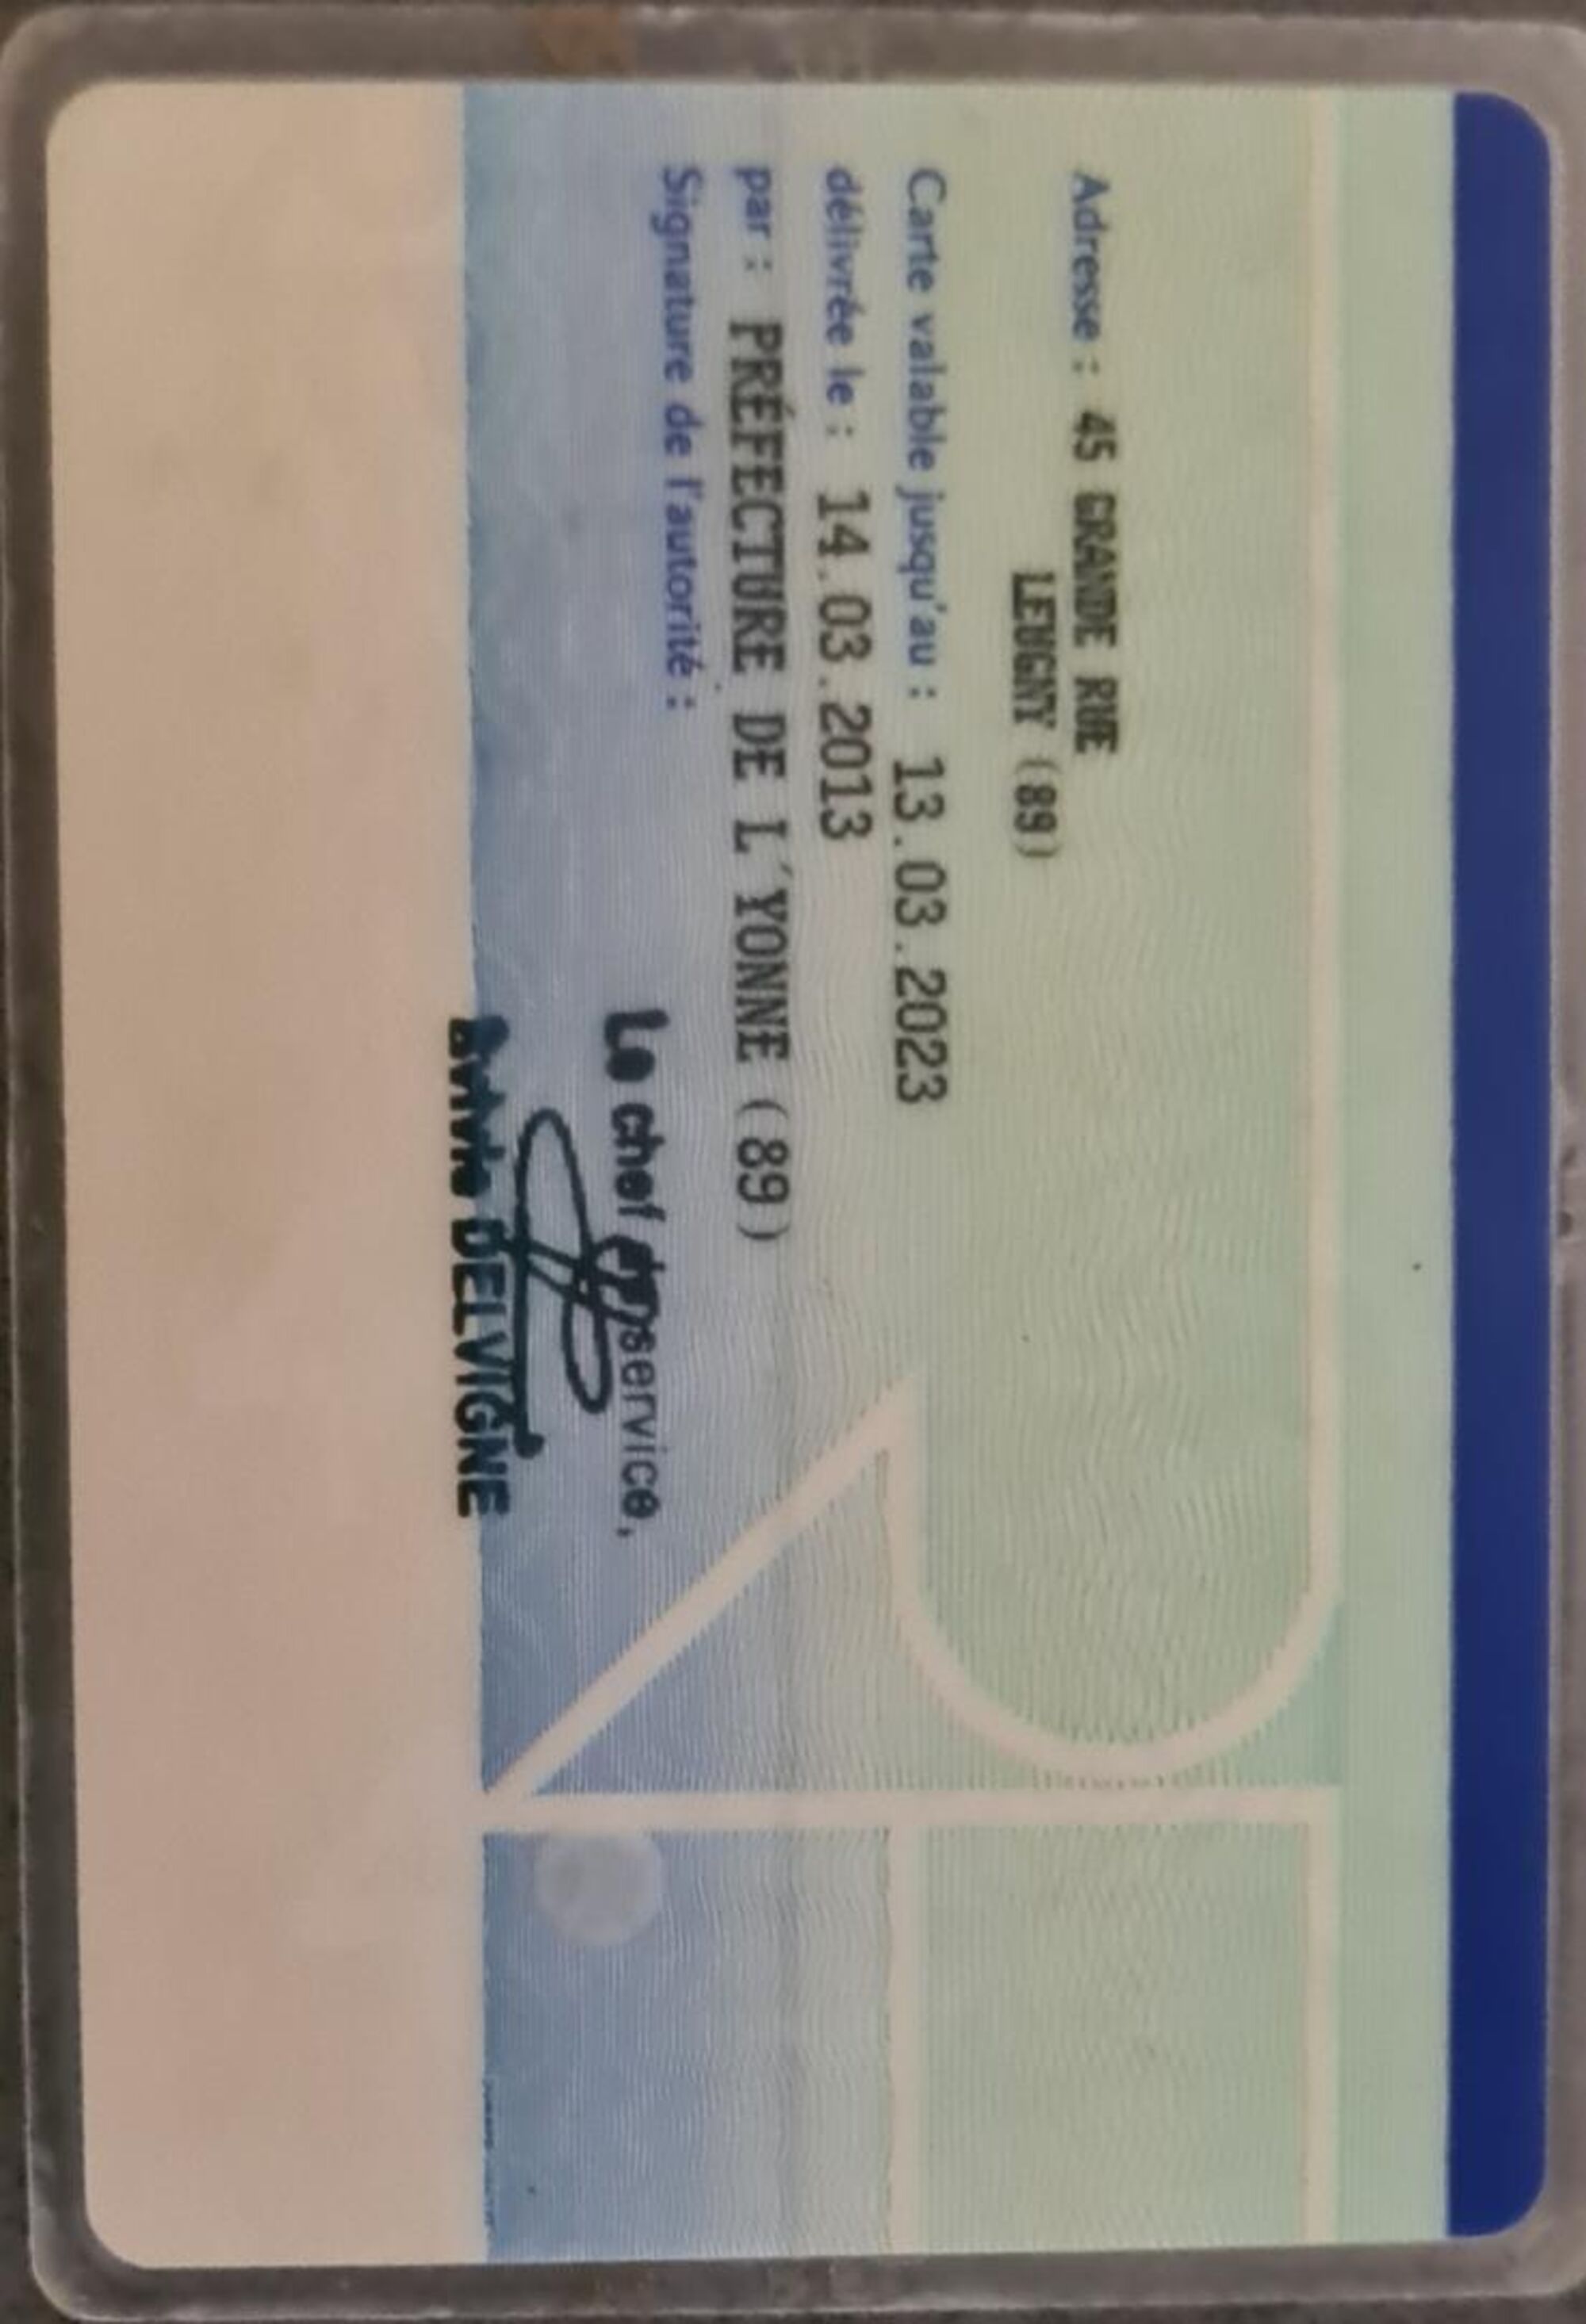 Adresse : 45 GRANDE RUE
LEUGNY (89)
Carte valable jusqu'au : 13.03.2023
délivrée le : 14.03.2013
par : PRÉFECTURE DE L'YONNE (89)
Signature de l'autorité :
Le chef service,
DELVIGNE